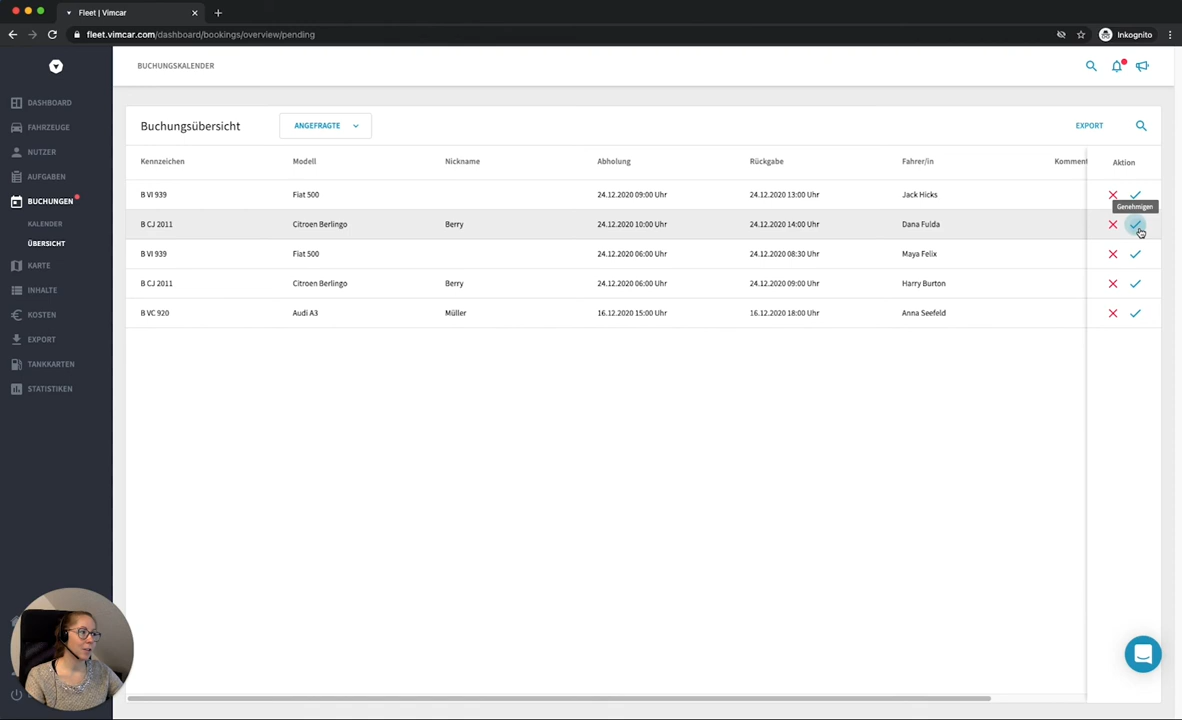 Fleet | Vimcar
fleet.vimcar.com/dashboard/bookings/overview/pending
Inkognito
BUCHUNGSKALENDER
DASHBOARD
FAHRZEUGE
NUTZER
AUFGABEN
BUCHUNGEN
KALENDER
ÜBERSICHT
KARTE
INHALTE
KOSTEN
EXPORT
TANKKARTEN
STATISTIKEN
Buchungsübersicht ANGEFRAGTE EXPORT
Kennzeichen Modell Nickname Abholung Rückgabe Fahrer/in Komment Aktion
B VI 939 Fiat 500 24.12.2020 09:00 Uhr 24.12.2020 13:00 Uhr Jack Hicks
Genehmigen
B CJ 2011 Citroen Berlingo Berry 24.12.2020 10:00 Uhr 24.12.2020 14:00 Uhr Dana Fulda
B VI 939 Fiat 500 24.12.2020 06:00 Uhr 24.12.2020 08:30 Uhr Maya Felix
B CJ 2011 Citroen Berlingo Berry 24.12.2020 06:00 Uhr 24.12.2020 09:00 Uhr Harry Burton
B VC 920 Audi A3 Müller 16.12.2020 15:00 Uhr 16.12.2020 18:00 Uhr Anna Seefeld